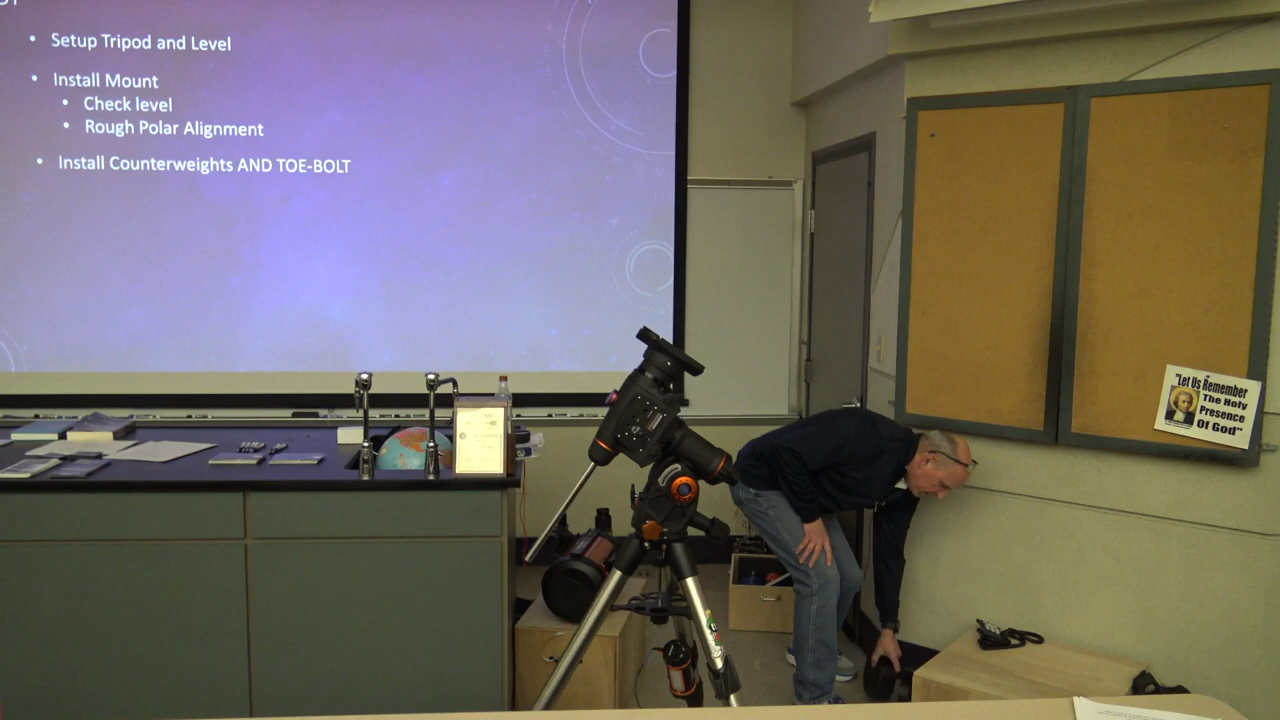 • Setup Tripod and Level
• Install Mount
• Check level
• Rough Polar Alignment
• Install Counterweights AND TOE-BOLT
"Let Us Remember
The Holy
Presence
Of God"